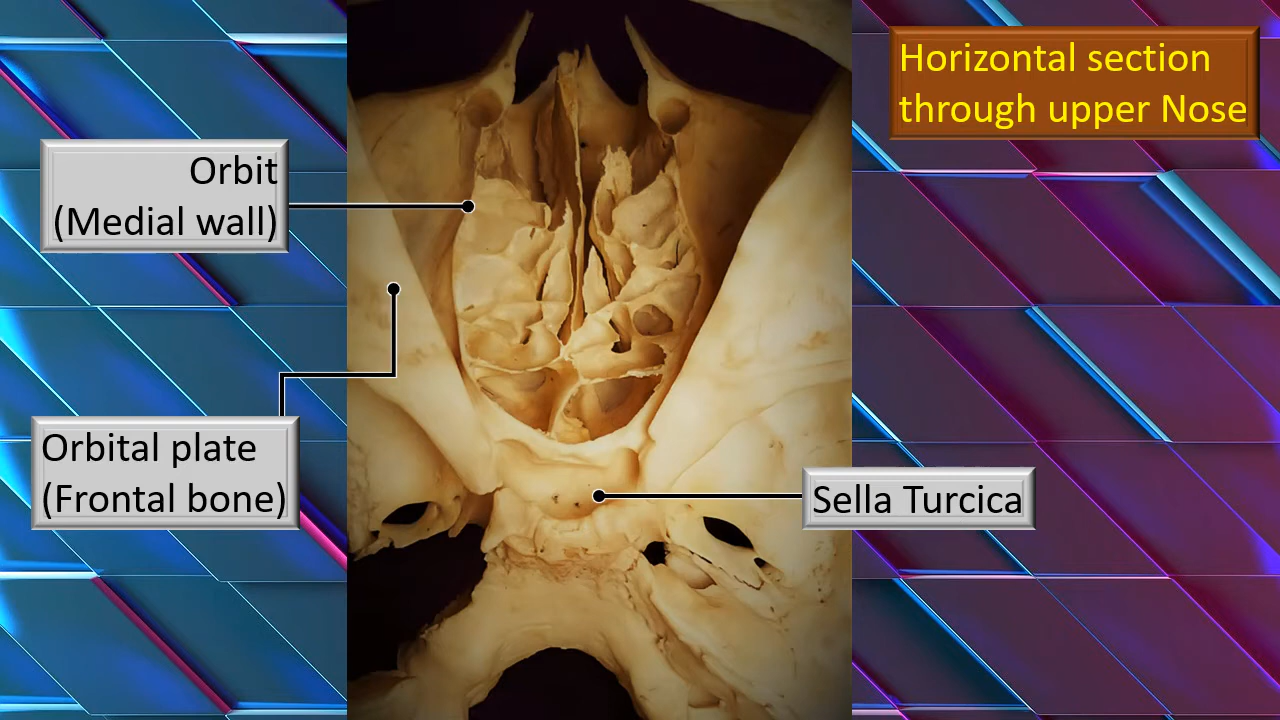 Horizontal section
through upper Nose
Orbit
(Medial wall)
Orbital plate
(Frontal bone)
Sella Turcica